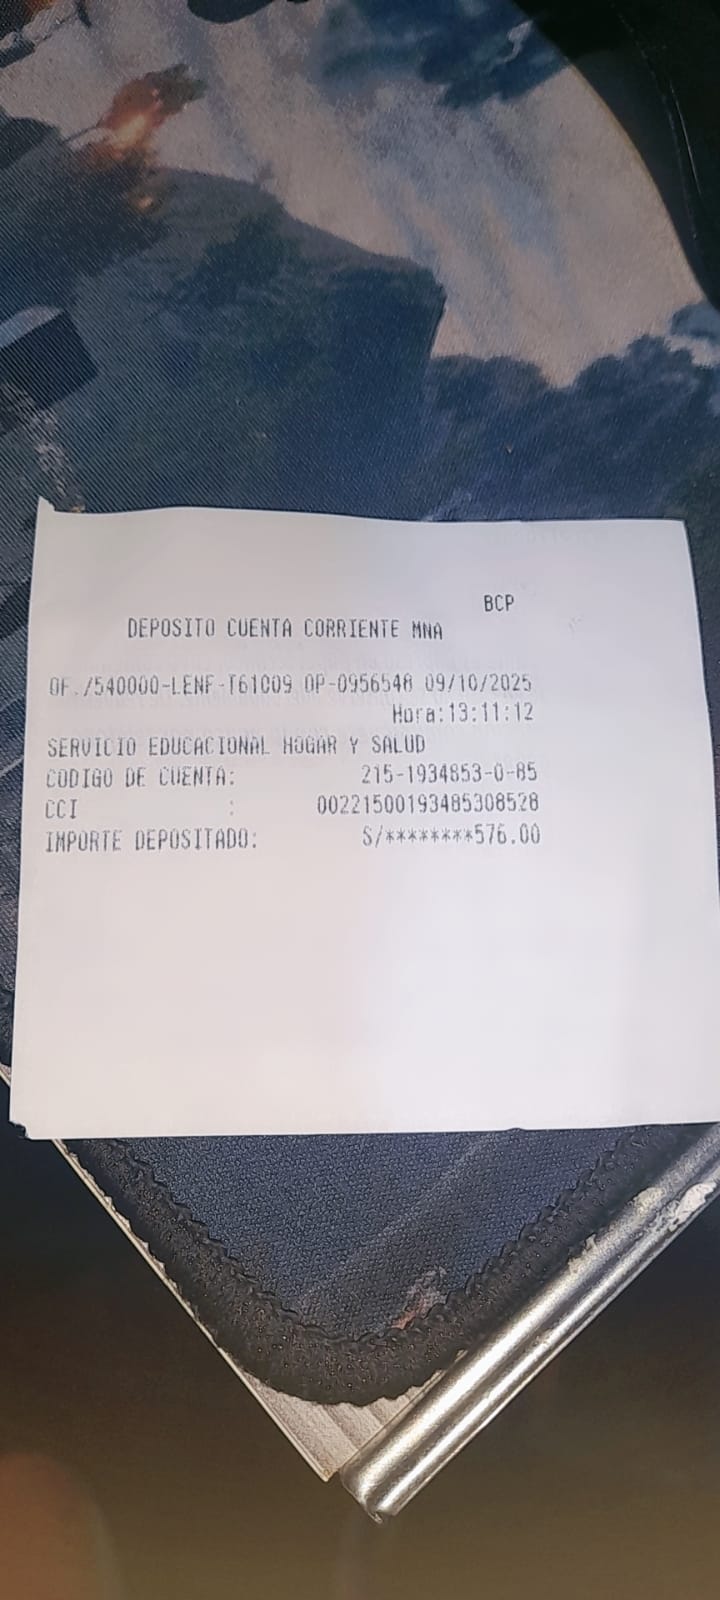 BCP
DEPOSITO CUENTA CORRIENTE MNA
OF./540000-LENF-T61009 OP-0956548 09/10/2025
Hora:13:11:12
SERVICIO EDUCACIONAL HOGAR Y SALUD
CODIGO DE CUENTA: 215-1934853-0-85
CCI : 00221500193485308528
IMPORTE DEPOSITADO: S/********576.00